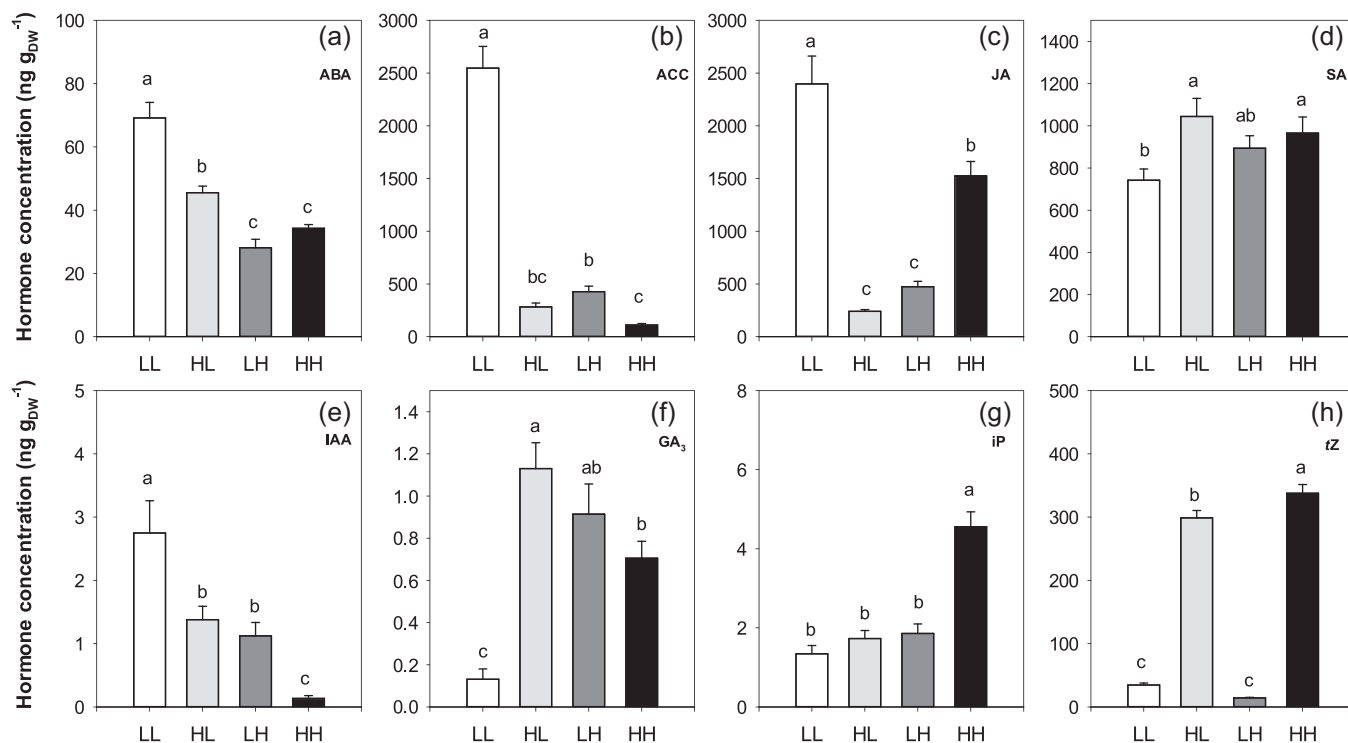 Hormone concentration (ng g_DW⁻¹)
100
80
60
40
20
0
(a)
ABA
a
b
c
c
LL HL LH HH
3000
2500
2000
1500
1000
500
0
(b)
ACC
a
bc
b
c
LL HL LH HH
3000
2500
2000
1500
1000
500
0
(c)
JA
a
c
c
b
LL HL LH HH
1400
1200
1000
800
600
400
200
0
(d)
SA
b
a
ab
a
LL HL LH HH
Hormone concentration (ng g_DW⁻¹)
5
4
3
2
1
0
(e)
IAA
a
b
b
c
LL HL LH HH
1.4
1.2
1.0
0.8
0.6
0.4
0.2
0.0
(f)
GA₃
c
a
ab
b
LL HL LH HH
8
6
4
2
0
(g)
iP
b
b
b
a
LL HL LH HH
500
400
300
200
100
0
(h)
tZ
c
b
c
a
LL HL LH HH